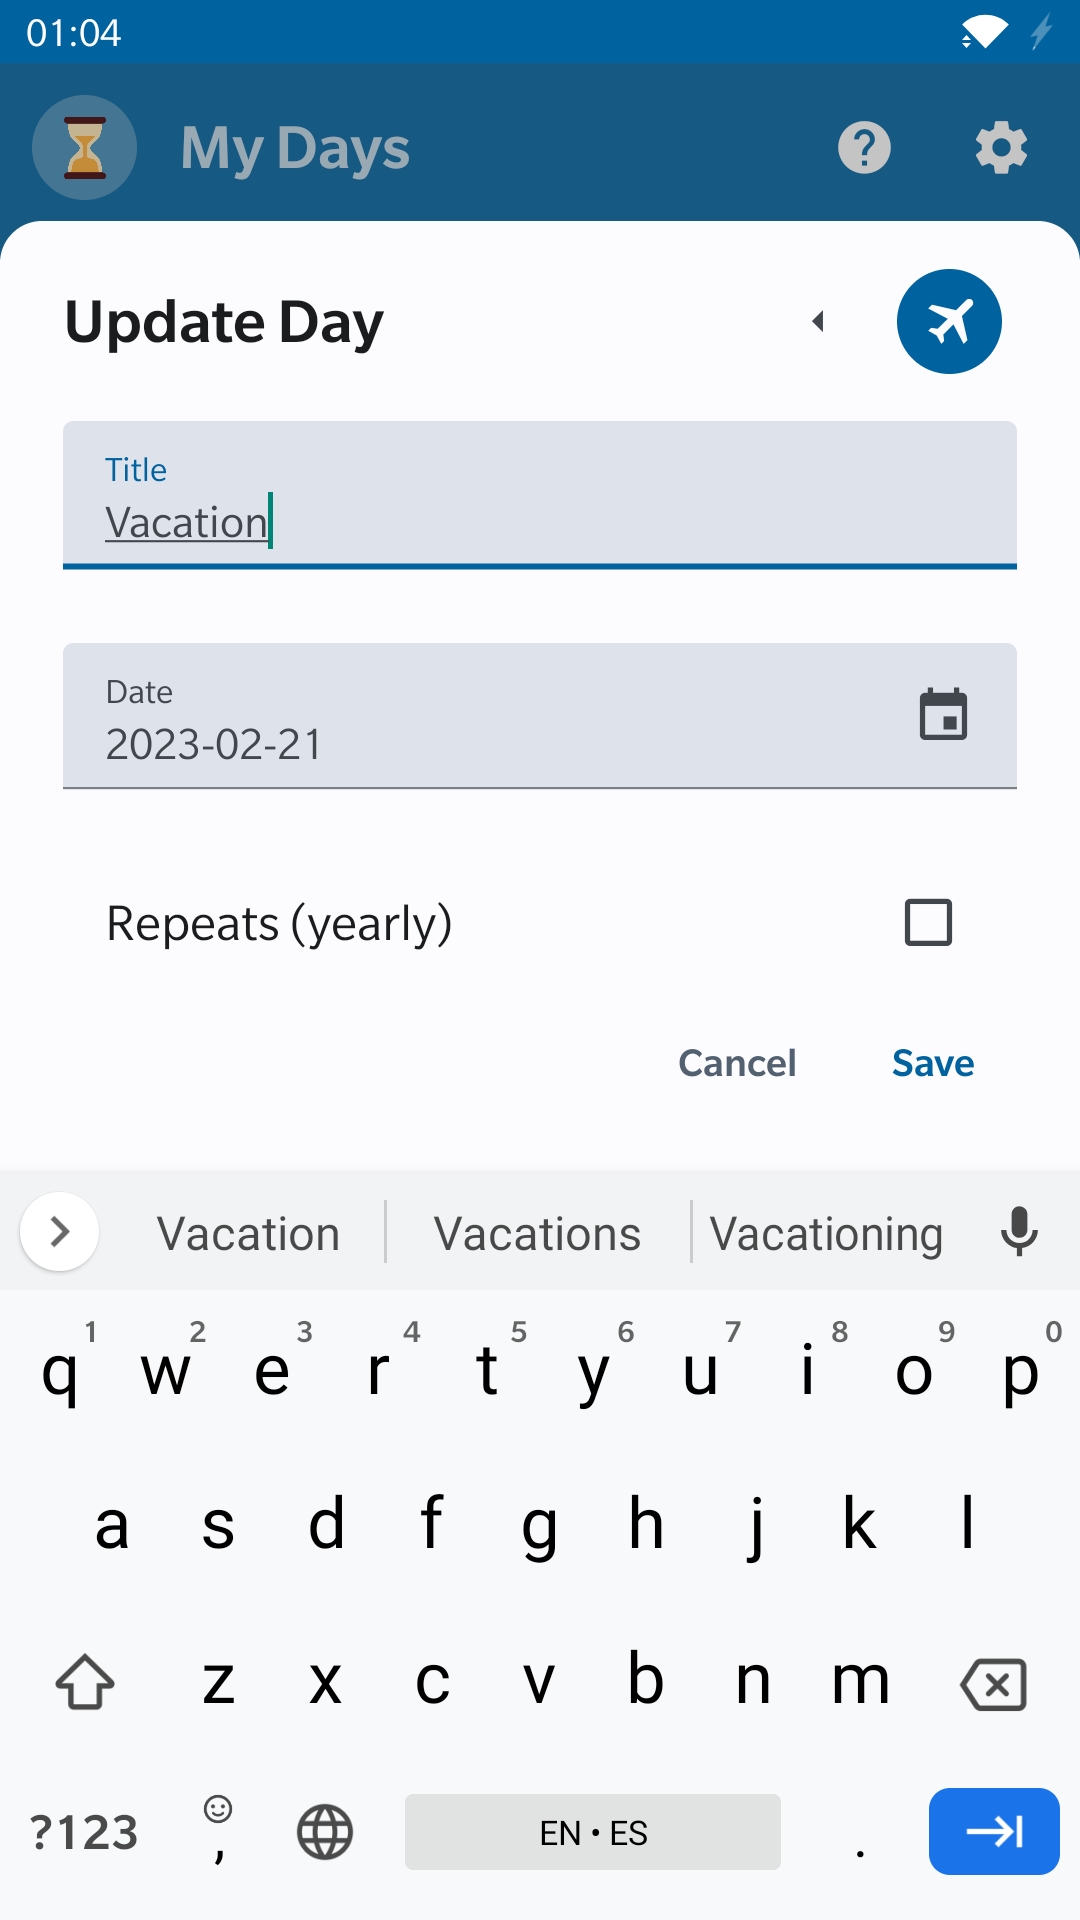 01:04
My Days
Update Day
Title
Vacation
Date
2023-02-21
Repeats (yearly)
Cancel Save
Vacation Vacations Vacationing
1 2 3 4 5 6 7 8 9 0
q w e r t y u i o p
a s d f g h j k l
z x c v b n m
?123 , EN • ES .